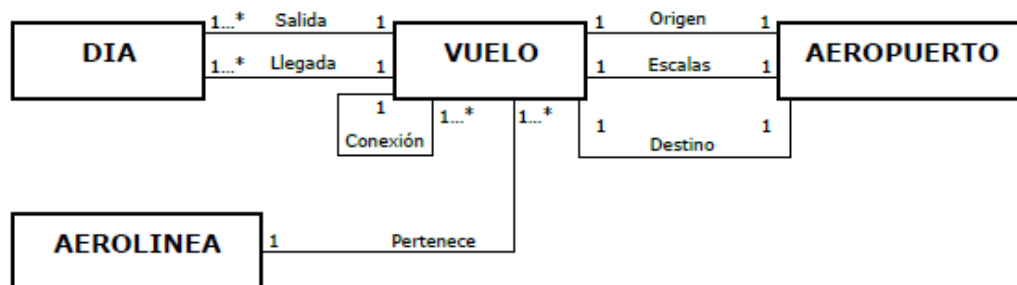 1...* Salida 1
1 Origen 1
DIA
VUELO
AEROPUERTO
1...* Llegada 1
1 Escalas 1
1
1...*
1...*
Conexión
1
1
Destino
AEROLINEA
1
Pertenece